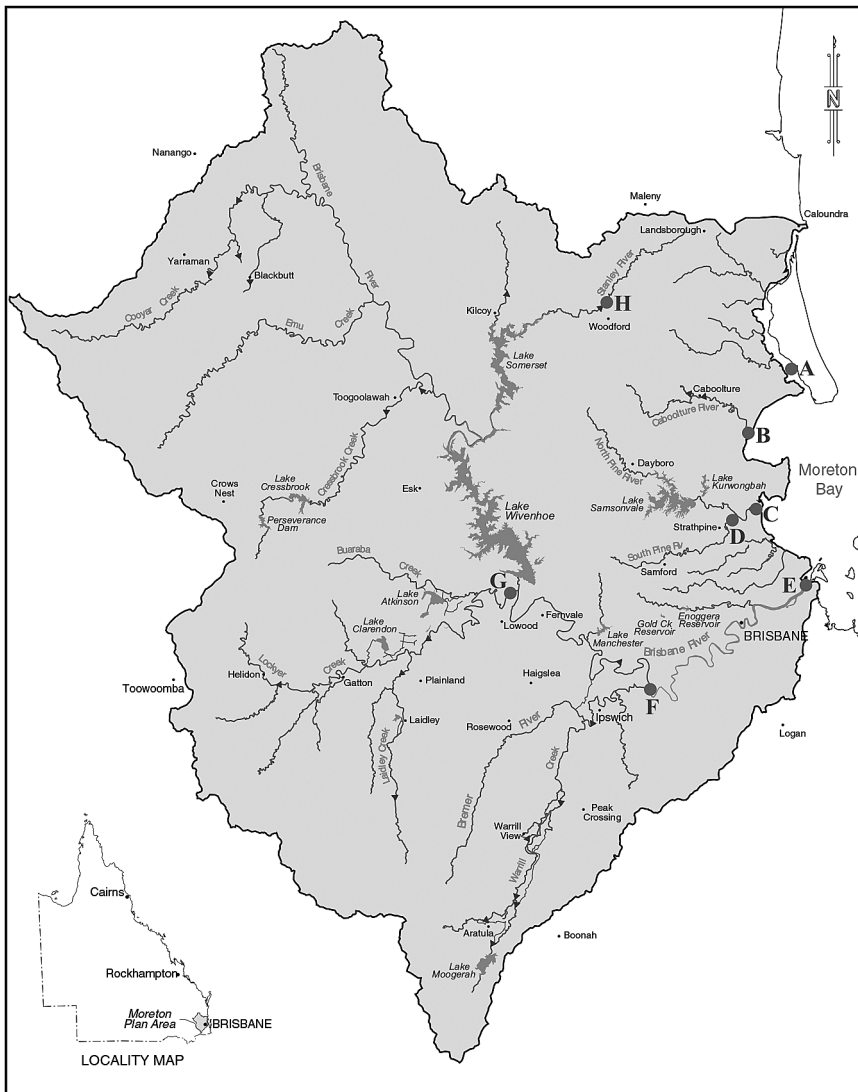 N
Nanango
Brisbane
River
Maleny
Landsborough
Caloundra
Yarraman
Blackbutt
Stanley River
Cooyar Creek
Emu Creek
Kilcoy
H
Woodford
Lake
Somerset
A
Toogoolawah
Caboolture
Caboolture River
B
Cressbrook Creek
North Pine River
Dayboro
Moreton
Bay
Crows
Nest
Lake
Cressbrook
Esk
Lake
Wivenhoe
Lake
Samsonvale
Lake
Kurwongbah
Perseverance
Dam
Strathpine
D
C
Buaraba
Creek
South Pine Rv
Samford
Lake
Atkinson
G
E
Lowood
Fernvale
Gold Ck
Reservoir
Enoggera
Reservoir
BRISBANE
Lake
Clarendon
Lake
Manchester
Brisbane River
Lockyer
Creek
Helidon
Gatton
Toowoomba
Plainland
Haigslea
F
Laidley
Laidley Creek
Rosewood
River
Bremer
Ipswich
Logan
Creek
Warrill
Peak
Crossing
Warrill
View
Aratula
Boonah
Lake
Moogerah
Cairns
Rockhampton
Moreton
Plan Area
BRISBANE
LOCALITY MAP